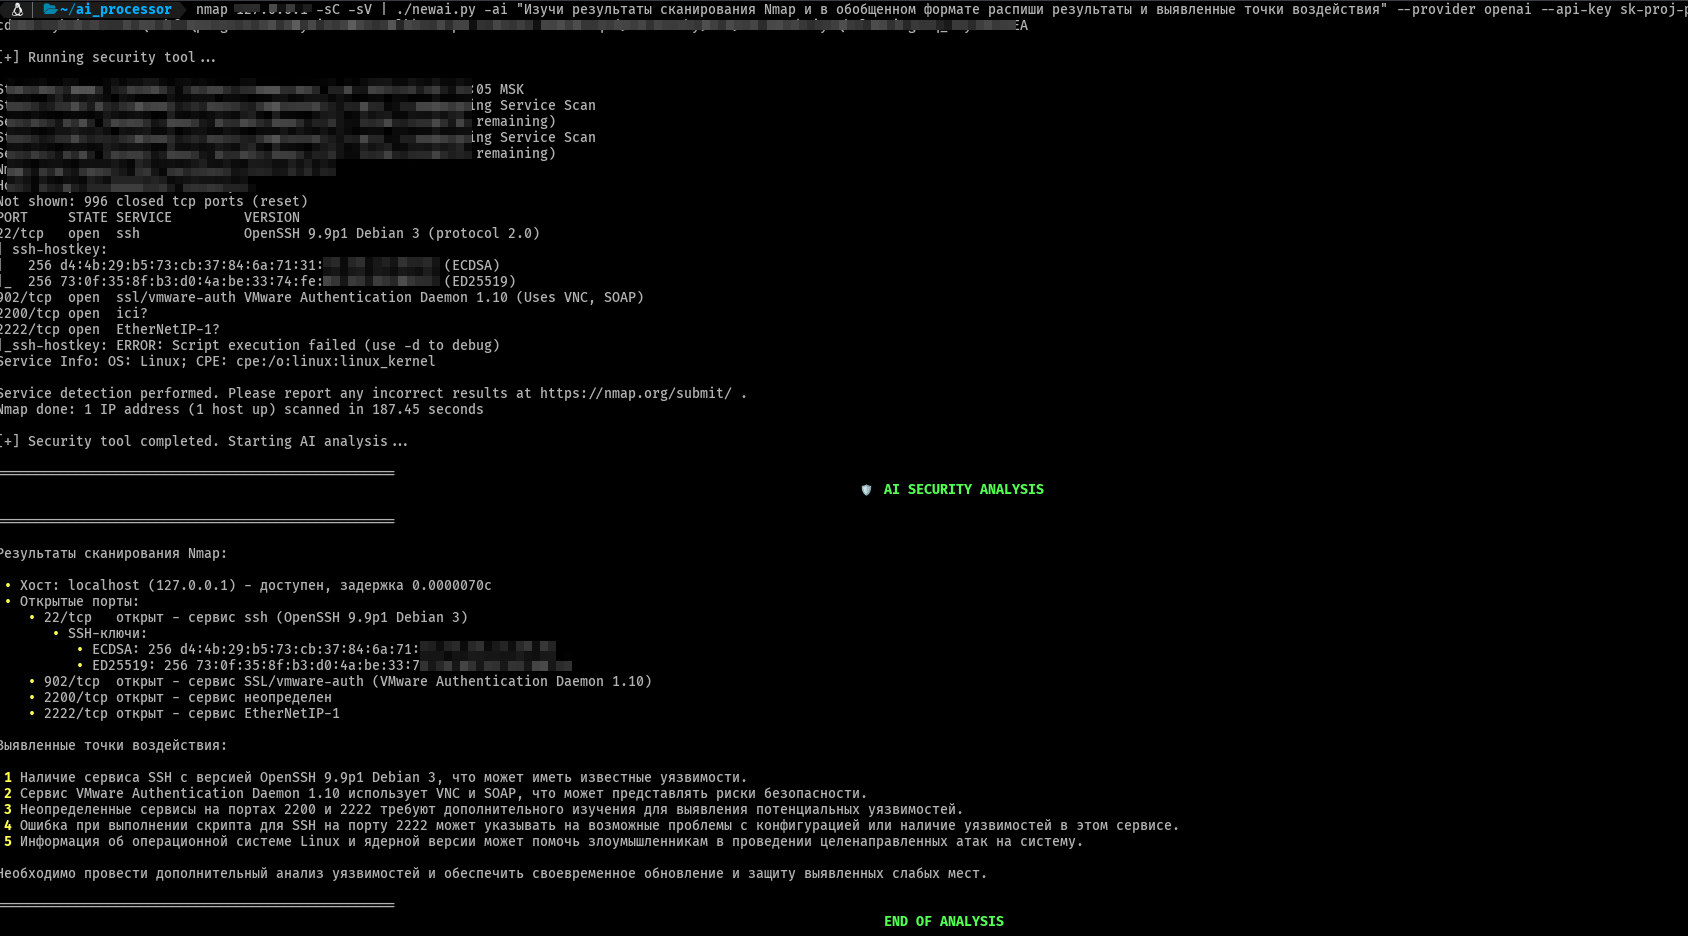 ~/ai_processor nmap 127.0.0.1 -sC -sV | ./newai.py -ai "Изучи результаты сканирования Nmap и в обобщенном формате распиши результаты и выявленные точки воздействия" --provider openai --api-key sk-proj-
EA
[+] Running security tool...
:05 MSK
ing Service Scan
remaining)
ing Service Scan
remaining)
Not shown: 996 closed tcp ports (reset)
PORT STATE SERVICE VERSION
22/tcp open ssh OpenSSH 9.9p1 Debian 3 (protocol 2.0)
| ssh-hostkey:
| 256 d4:4b:29:b5:73:cb:37:84:6a:71:31: (ECDSA)
|_ 256 73:0f:35:8f:b3:d0:4a:be:33:74:fe: (ED25519)
902/tcp open ssl/vmware-auth VMware Authentication Daemon 1.10 (Uses VNC, SOAP)
2200/tcp open ici?
2222/tcp open EtherNetIP-1?
|_ssh-hostkey: ERROR: Script execution failed (use -d to debug)
Service Info: OS: Linux; CPE: cpe:/o:linux:linux_kernel
Service detection performed. Please report any incorrect results at https://nmap.org/submit/ .
Nmap done: 1 IP address (1 host up) scanned in 187.45 seconds
[+] Security tool completed. Starting AI analysis...
AI SECURITY ANALYSIS
Результаты сканирования Nmap:
• Хост: localhost (127.0.0.1) – доступен, задержка 0.0000070с
• Открытые порты:
• 22/tcp открыт – сервис ssh (OpenSSH 9.9p1 Debian 3)
• SSH-ключи:
• ECDSA: 256 d4:4b:29:b5:73:cb:37:84:6a:71:
• ED25519: 256 73:0f:35:8f:b3:d0:4a:be:33:7
• 902/tcp открыт – сервис SSL/vmware-auth (VMware Authentication Daemon 1.10)
• 2200/tcp открыт – сервис неопределен
• 2222/tcp открыт – сервис EtherNetIP-1
Выявленные точки воздействия:
1 Наличие сервиса SSH с версией OpenSSH 9.9p1 Debian 3, что может иметь известные уязвимости.
2 Сервис VMware Authentication Daemon 1.10 использует VNC и SOAP, что может представлять риски безопасности.
3 Неопределенные сервисы на портах 2200 и 2222 требуют дополнительного изучения для выявления потенциальных уязвимостей.
4 Ошибка при выполнении скрипта для SSH на порту 2222 может указывать на возможные проблемы с конфигурацией или наличие уязвимостей в этом сервисе.
5 Информация об операционной системе Linux и ядерной версии может помочь злоумышленникам в проведении целенаправленных атак на систему.
Необходимо провести дополнительный анализ уязвимостей и обеспечить своевременное обновление и защиту выявленных слабых мест.
END OF ANALYSIS